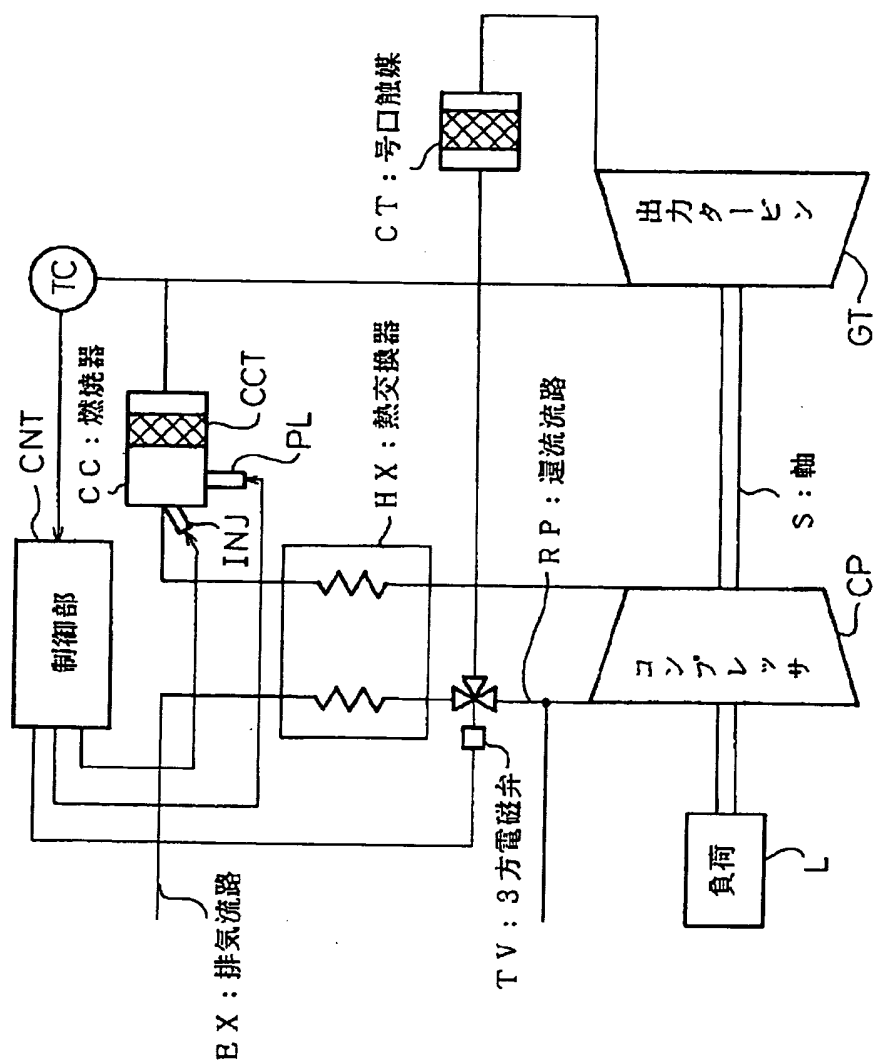 CNT
制御部
TC
CC：燃焼器
CCT
PL
INJ
HX：熱交換器
CT：号口触媒
出力タービン
GT
RP：還流流路
S：軸
コンプレッサ
CP
TV：3方電磁弁
EX：排気流路
負荷
L